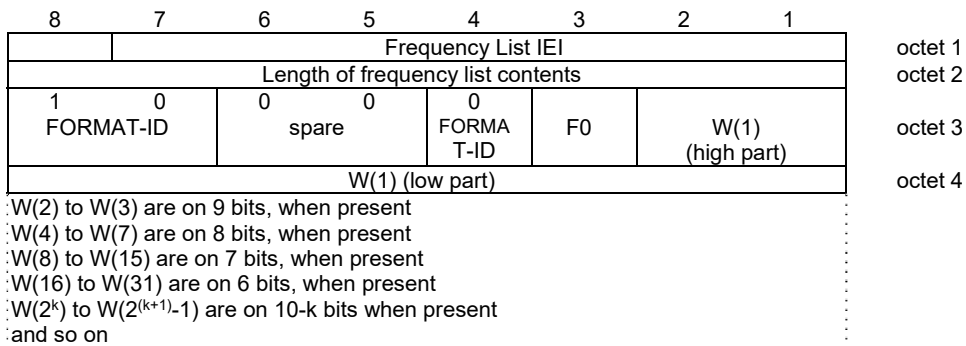 8 7 6 5 4 3 2 1
Frequency List IEI octet 1
Length of frequency list contents octet 2
1 0 0 0 0
FORMAT-ID spare FORMA F0 W(1) octet 3
T-ID (high part)
W(1) (low part) octet 4
W(2) to W(3) are on 9 bits, when present
W(4) to W(7) are on 8 bits, when present
W(8) to W(15) are on 7 bits, when present
W(16) to W(31) are on 6 bits, when present
W(2ᵏ) to W(2⁽ᵏ⁺¹⁾-1) are on 10-k bits when present
and so on